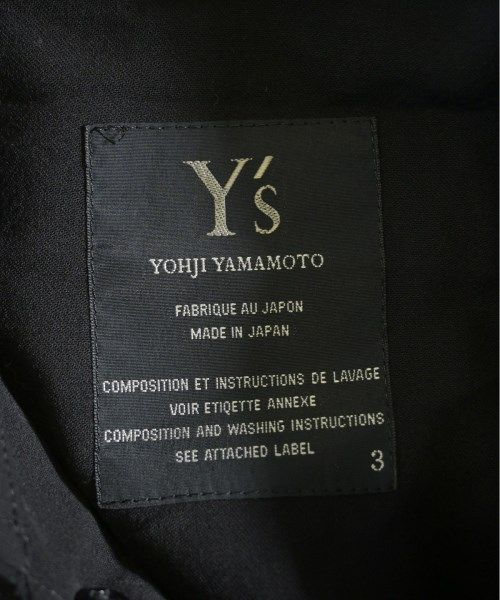 Y's
YOHJI YAMAMOTO
FABRIQUE AU JAPON
MADE IN JAPAN
COMPOSITION ET INSTRUCTIONS DE LAVAGE
VOIR ETIQETTE ANNEXE
COMPOSITION AND WASHING INSTRUCTIONS
SEE ATTACHED LABEL
3